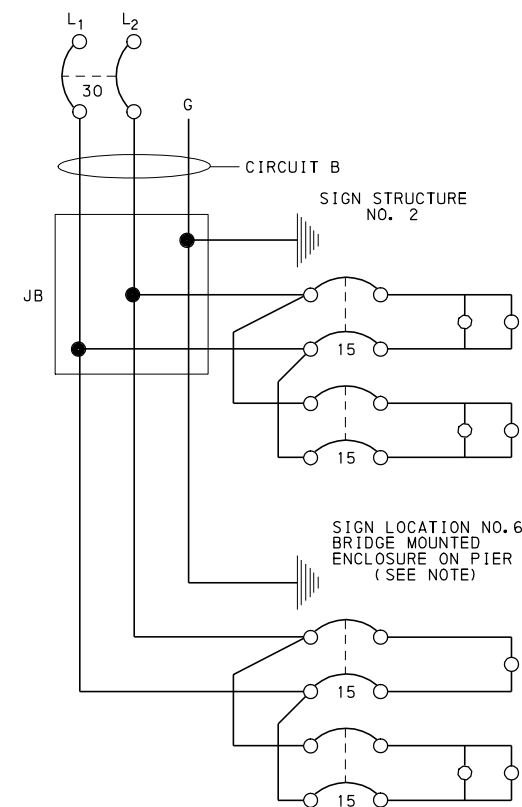 L1 L2
30
G
CIRCUIT B
SIGN STRUCTURE
NO. 2
JB
15
15
SIGN LOCATION NO.6
BRIDGE MOUNTED
ENCLOSURE ON PIER
(SEE NOTE)
15
15